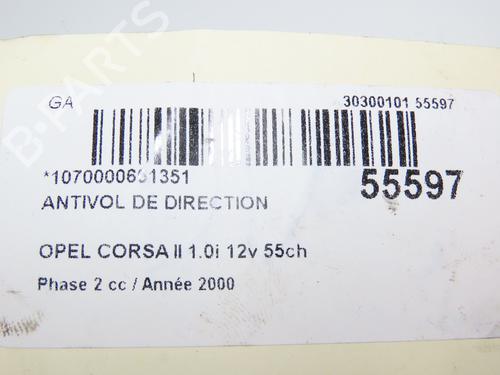 GA
30300101 55597
*1070000601351
55597
ANTIVOL DE DIRECTION
OPEL CORSA II 1.0i 12v 55ch
Phase 2 cc / Année 2000
B-PARTS